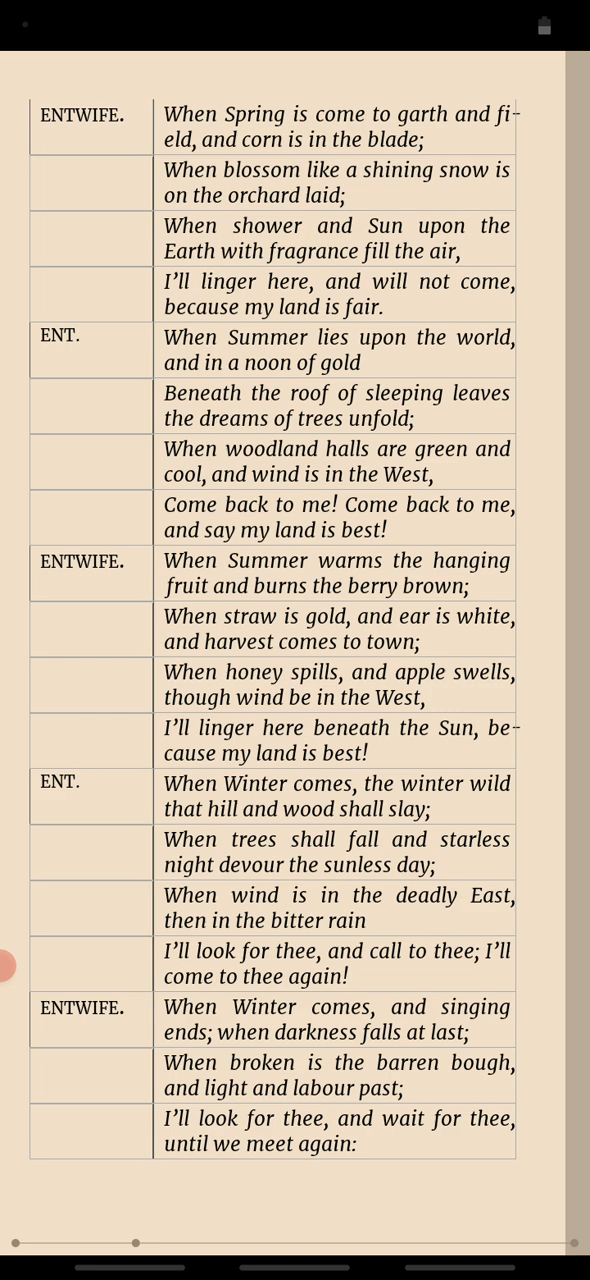 ENTWIFE. When Spring is come to garth and fi-
eld, and corn is in the blade;
When blossom like a shining snow is
on the orchard laid;
When shower and Sun upon the
Earth with fragrance fill the air,
I’ll linger here, and will not come,
because my land is fair.
ENT. When Summer lies upon the world,
and in a noon of gold
Beneath the roof of sleeping leaves
the dreams of trees unfold;
When woodland halls are green and
cool, and wind is in the West,
Come back to me! Come back to me,
and say my land is best!
ENTWIFE. When Summer warms the hanging
fruit and burns the berry brown;
When straw is gold, and ear is white,
and harvest comes to town;
When honey spills, and apple swells,
though wind be in the West,
I’ll linger here beneath the Sun, be-
cause my land is best!
ENT. When Winter comes, the winter wild
that hill and wood shall slay;
When trees shall fall and starless
night devour the sunless day;
When wind is in the deadly East,
then in the bitter rain
I’ll look for thee, and call to thee; I’ll
come to thee again!
ENTWIFE. When Winter comes, and singing
ends; when darkness falls at last;
When broken is the barren bough,
and light and labour past;
I’ll look for thee, and wait for thee,
until we meet again: